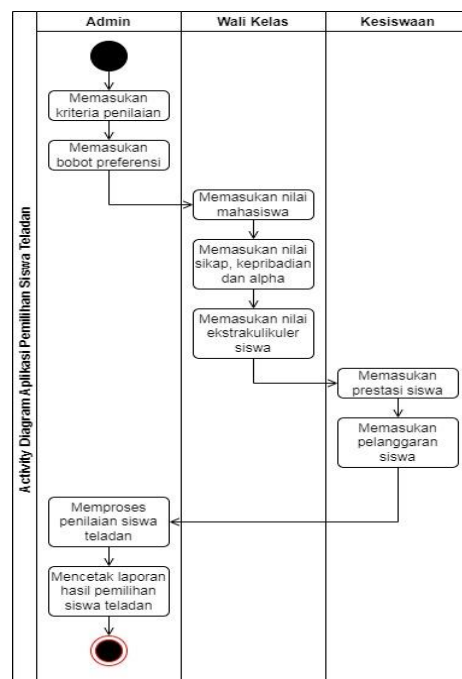 Activity Diagram Aplikasi Pemilihan Siswa Teladan
Admin
Wali Kelas
Kesiswaan
Memasukan
kriteria penilaian
Memasukan
bobot preferensi
Memasukan nilai
mahasiswa
Memasukan nilai
sikap, kepribadian
dan alpha
Memasukan nilai
ekstrakulikuler
siswa
Memasukan
prestasi siswa
Memasukan
pelanggaran
siswa
Memproses
penilaian siswa
teladan
Mencetak laporan
hasil pemilihan
siswa teladan